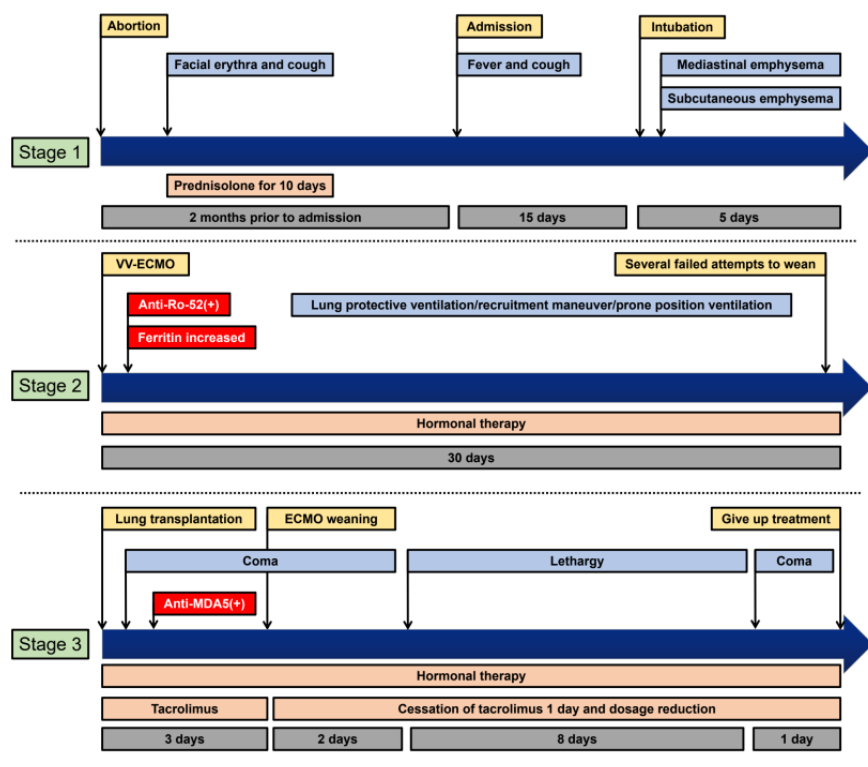 Abortion
Admission
Intubation
Facial erythra and cough
Fever and cough
Mediastinal emphysema
Subcutaneous emphysema
Stage 1
Prednisolone for 10 days
2 months prior to admission
15 days
5 days
VV-ECMO
Several failed attempts to wean
Anti-Ro-52(+)
Lung protective ventilation/recruitment maneuver/prone position ventilation
Ferritin increased
Stage 2
Hormonal therapy
30 days
Lung transplantation
ECMO weaning
Give up treatment
Coma
Lethargy
Coma
Anti-MDA5(+)
Stage 3
Hormonal therapy
Tacrolimus
Cessation of tacrolimus 1 day and dosage reduction
3 days
2 days
8 days
1 day